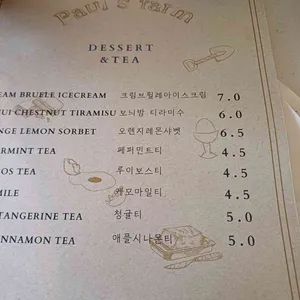 Paul's farm
DESSERT
& TEA
EAM BRUELE ICECREAM 크림브륄레아이스크림 7.0
UI CHESTNUT TIRAMISU 보늬밤 티라미수 6.0
NGE LEMON SORBET 오렌지레몬샤벳 6.5
RMINT TEA 페퍼민트티 4.5
OS TEA 루이보스티 4.5
MILE 캐모마일티 4.5
TANGERINE TEA 청귤티 5.0
NNAMON TEA 애플시나몬티 5.0